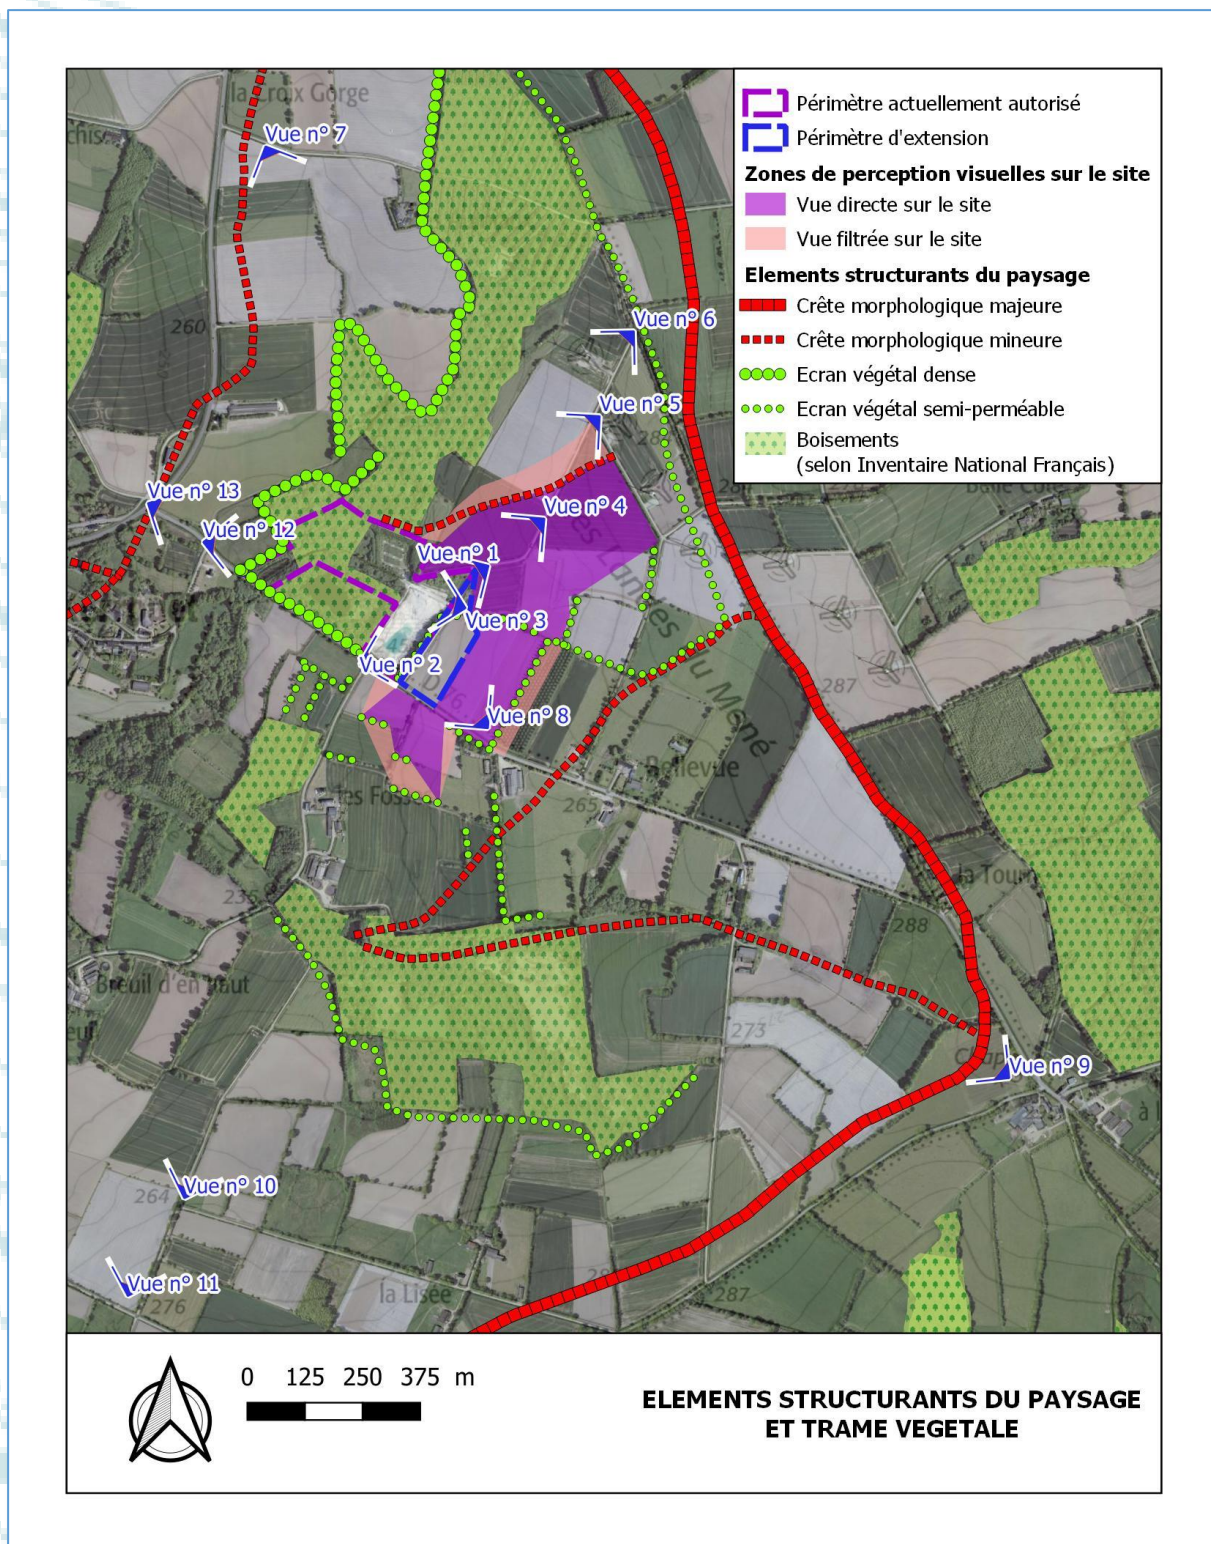 la Croix Gorge
Vue n° 7
Périmètre actuellement autorisé
Périmètre d'extension
Zones de perception visuelles sur le site
Vue directe sur le site
Vue filtrée sur le site
Elements structurants du paysage
Crête morphologique majeure
Crête morphologique mineure
Ecran végétal dense
Ecran végétal semi-perméable
Boisements
(selon Inventaire National Français)
260
Vue n° 6
Vue n° 5
Vue n° 13
Vue n° 4
Vue n° 12
Vue n° 1
Vue n° 3
Vue n° 2
du Mené
287
Vue n° 8
Bellevue
265
les Foss
la Tour
288
Breuil d'en haut
273
Chap
Vue n° 9
à l
Vue n° 10
264
Vue n° 11
276
la Lisée
287
0 125 250 375 m
ELEMENTS STRUCTURANTS DU PAYSAGE
ET TRAME VEGETALE